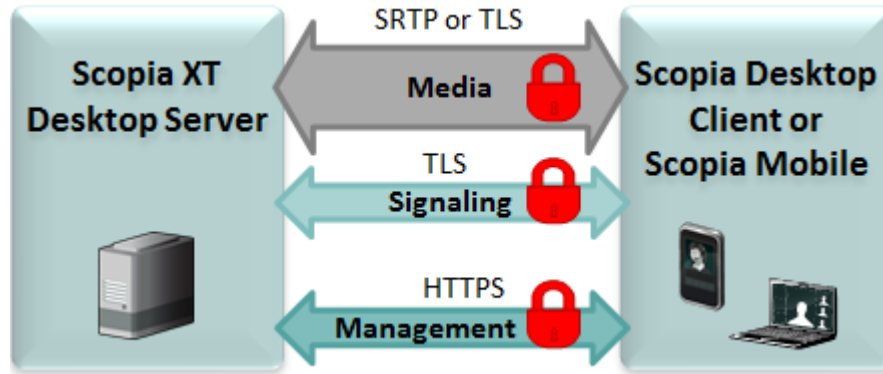 SRTP or TLS
Scopia XT
Desktop Server
Media
Scopia Desktop
Client or
Scopia Mobile
TLS
Signaling
HTTPS
Management